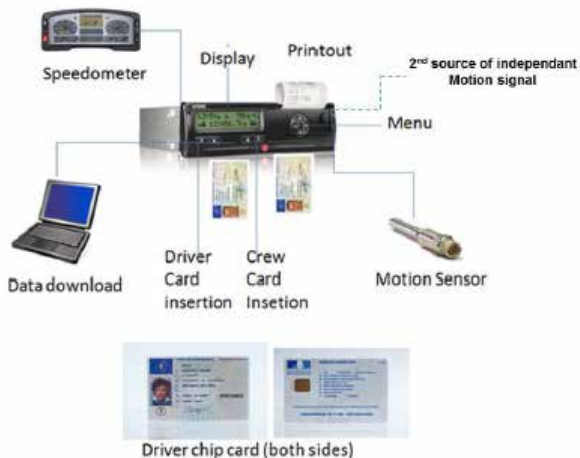 Speedometer
Display
Printout
2nd source of independant
Motion signal
Menu
Data download
Driver
Card
insertion
Crew
Card
Insetion
Motion Sensor
Driver chip card (both sides)